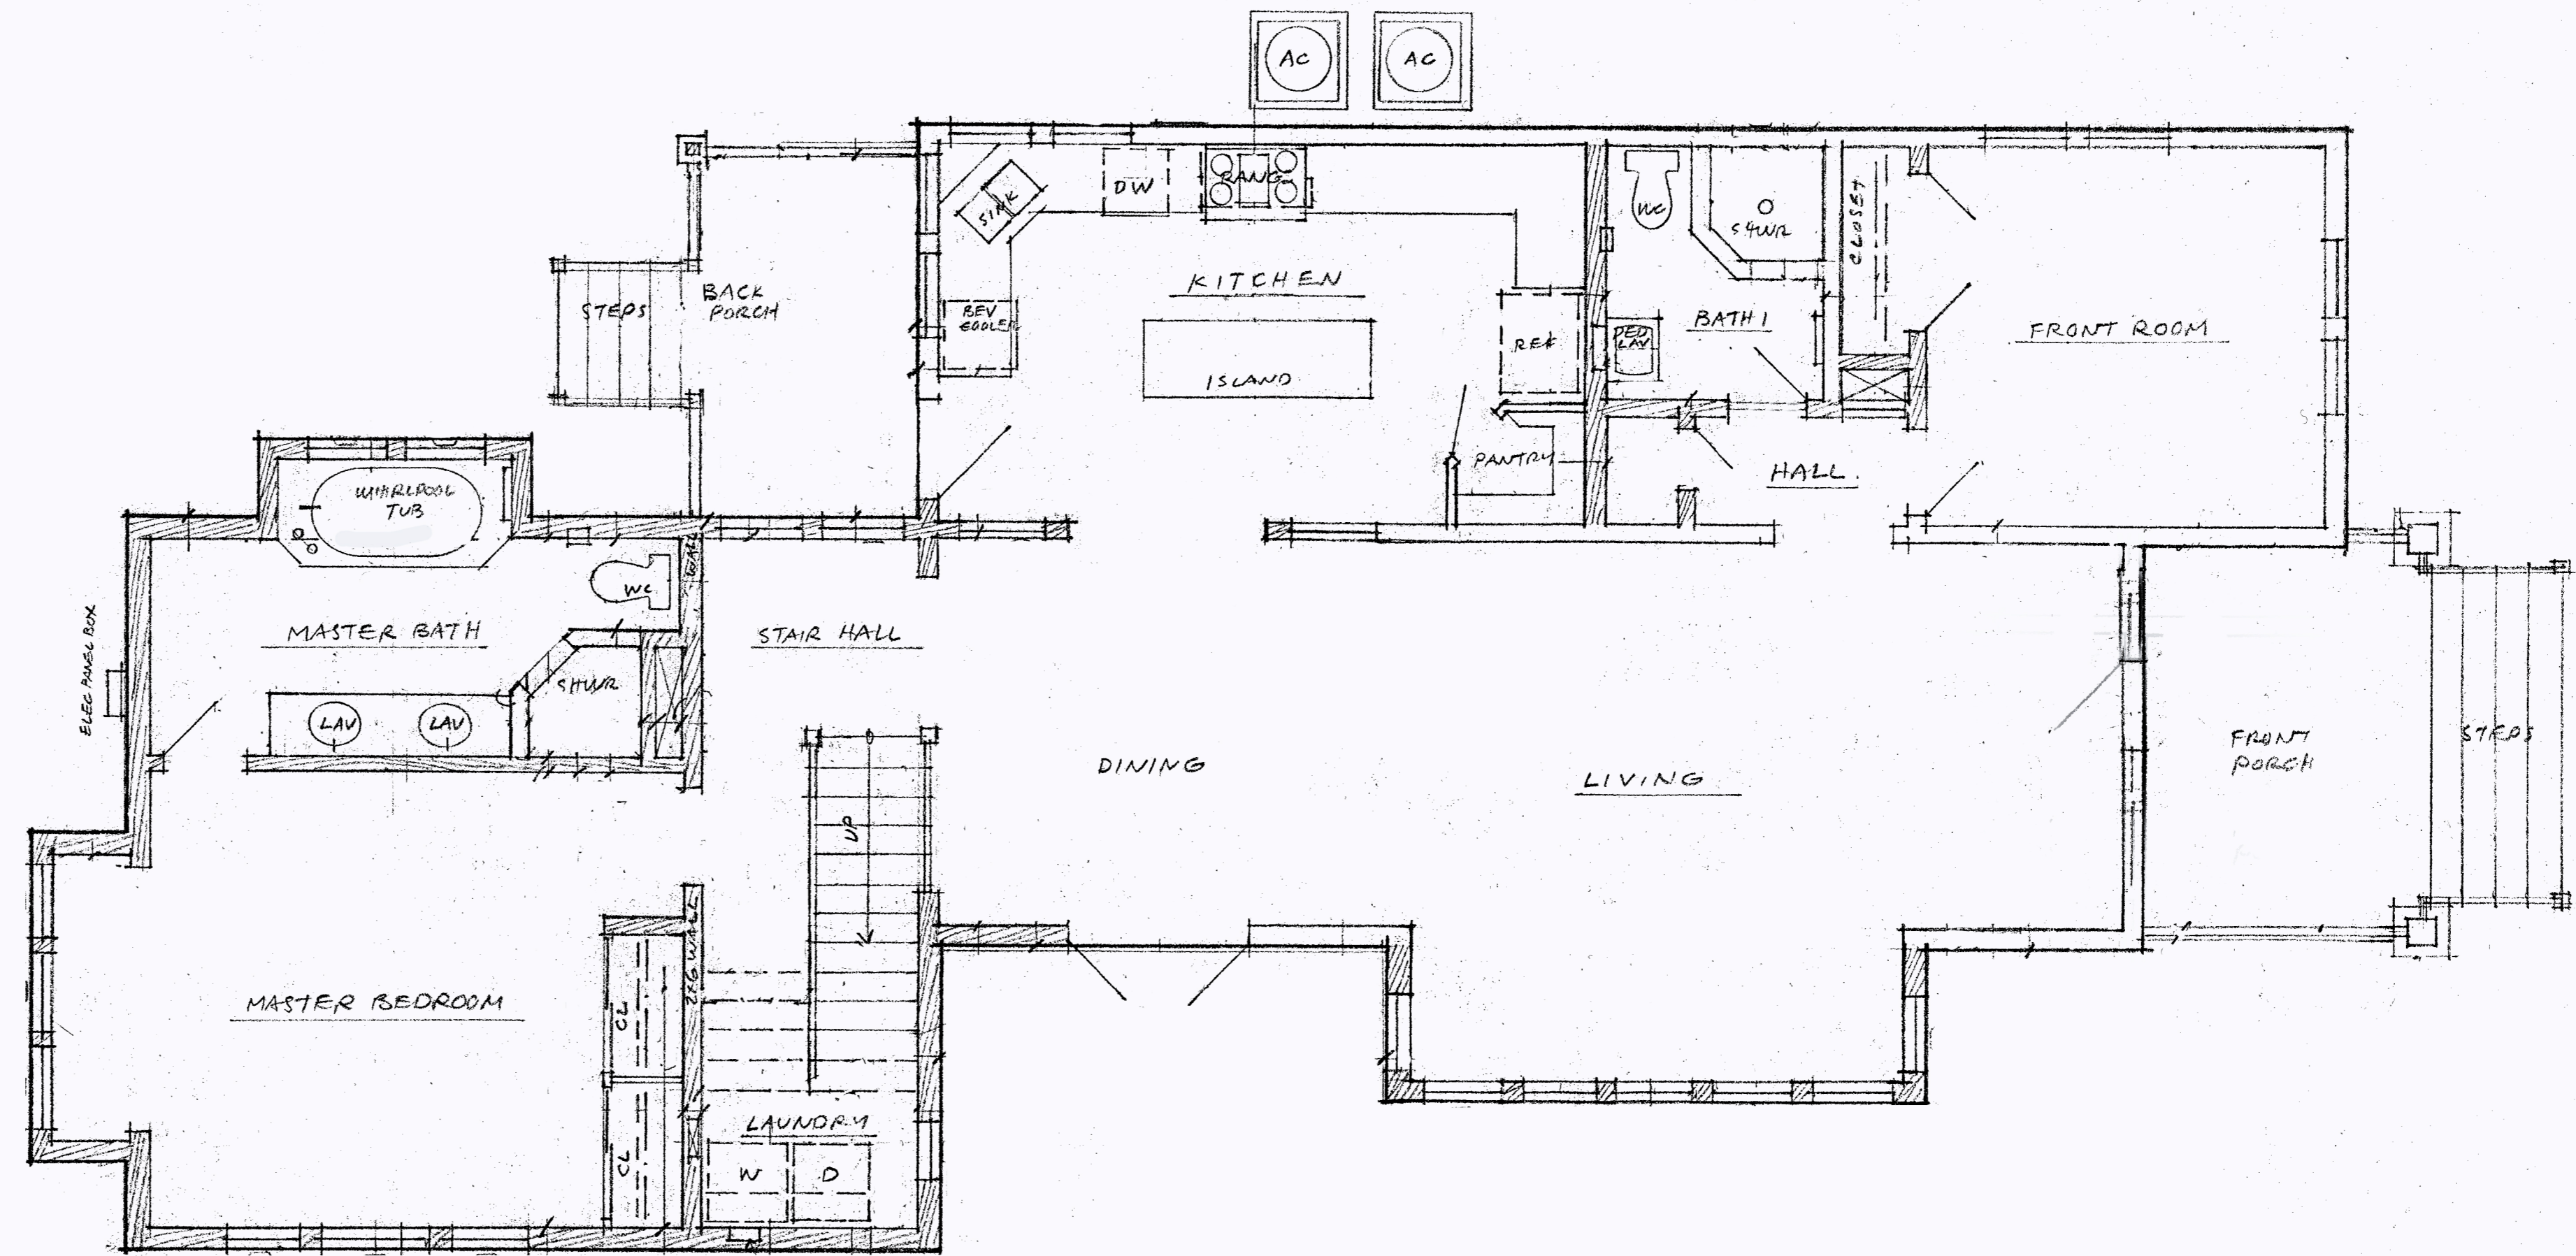 AC
AC
SINK
DW
RANG
WC
SHWR
CLOSET
STEPS
BACK
PORCH
KITCHEN
BEV
COOLER
ISLAND
REF
PED
LAV
BATH 1
FRONT ROOM
PANTRY
HALL
WHIRLPOOL
TUB
WALL
WC
ELEC PANEL BOX
MASTER BATH
STAIR HALL
SHWR
LAV
LAV
UP
DINING
LIVING
FRONT
PORCH
STEPS
MASTER BEDROOM
2X6 WALL
CL
CL
LAUNDRY
W
D